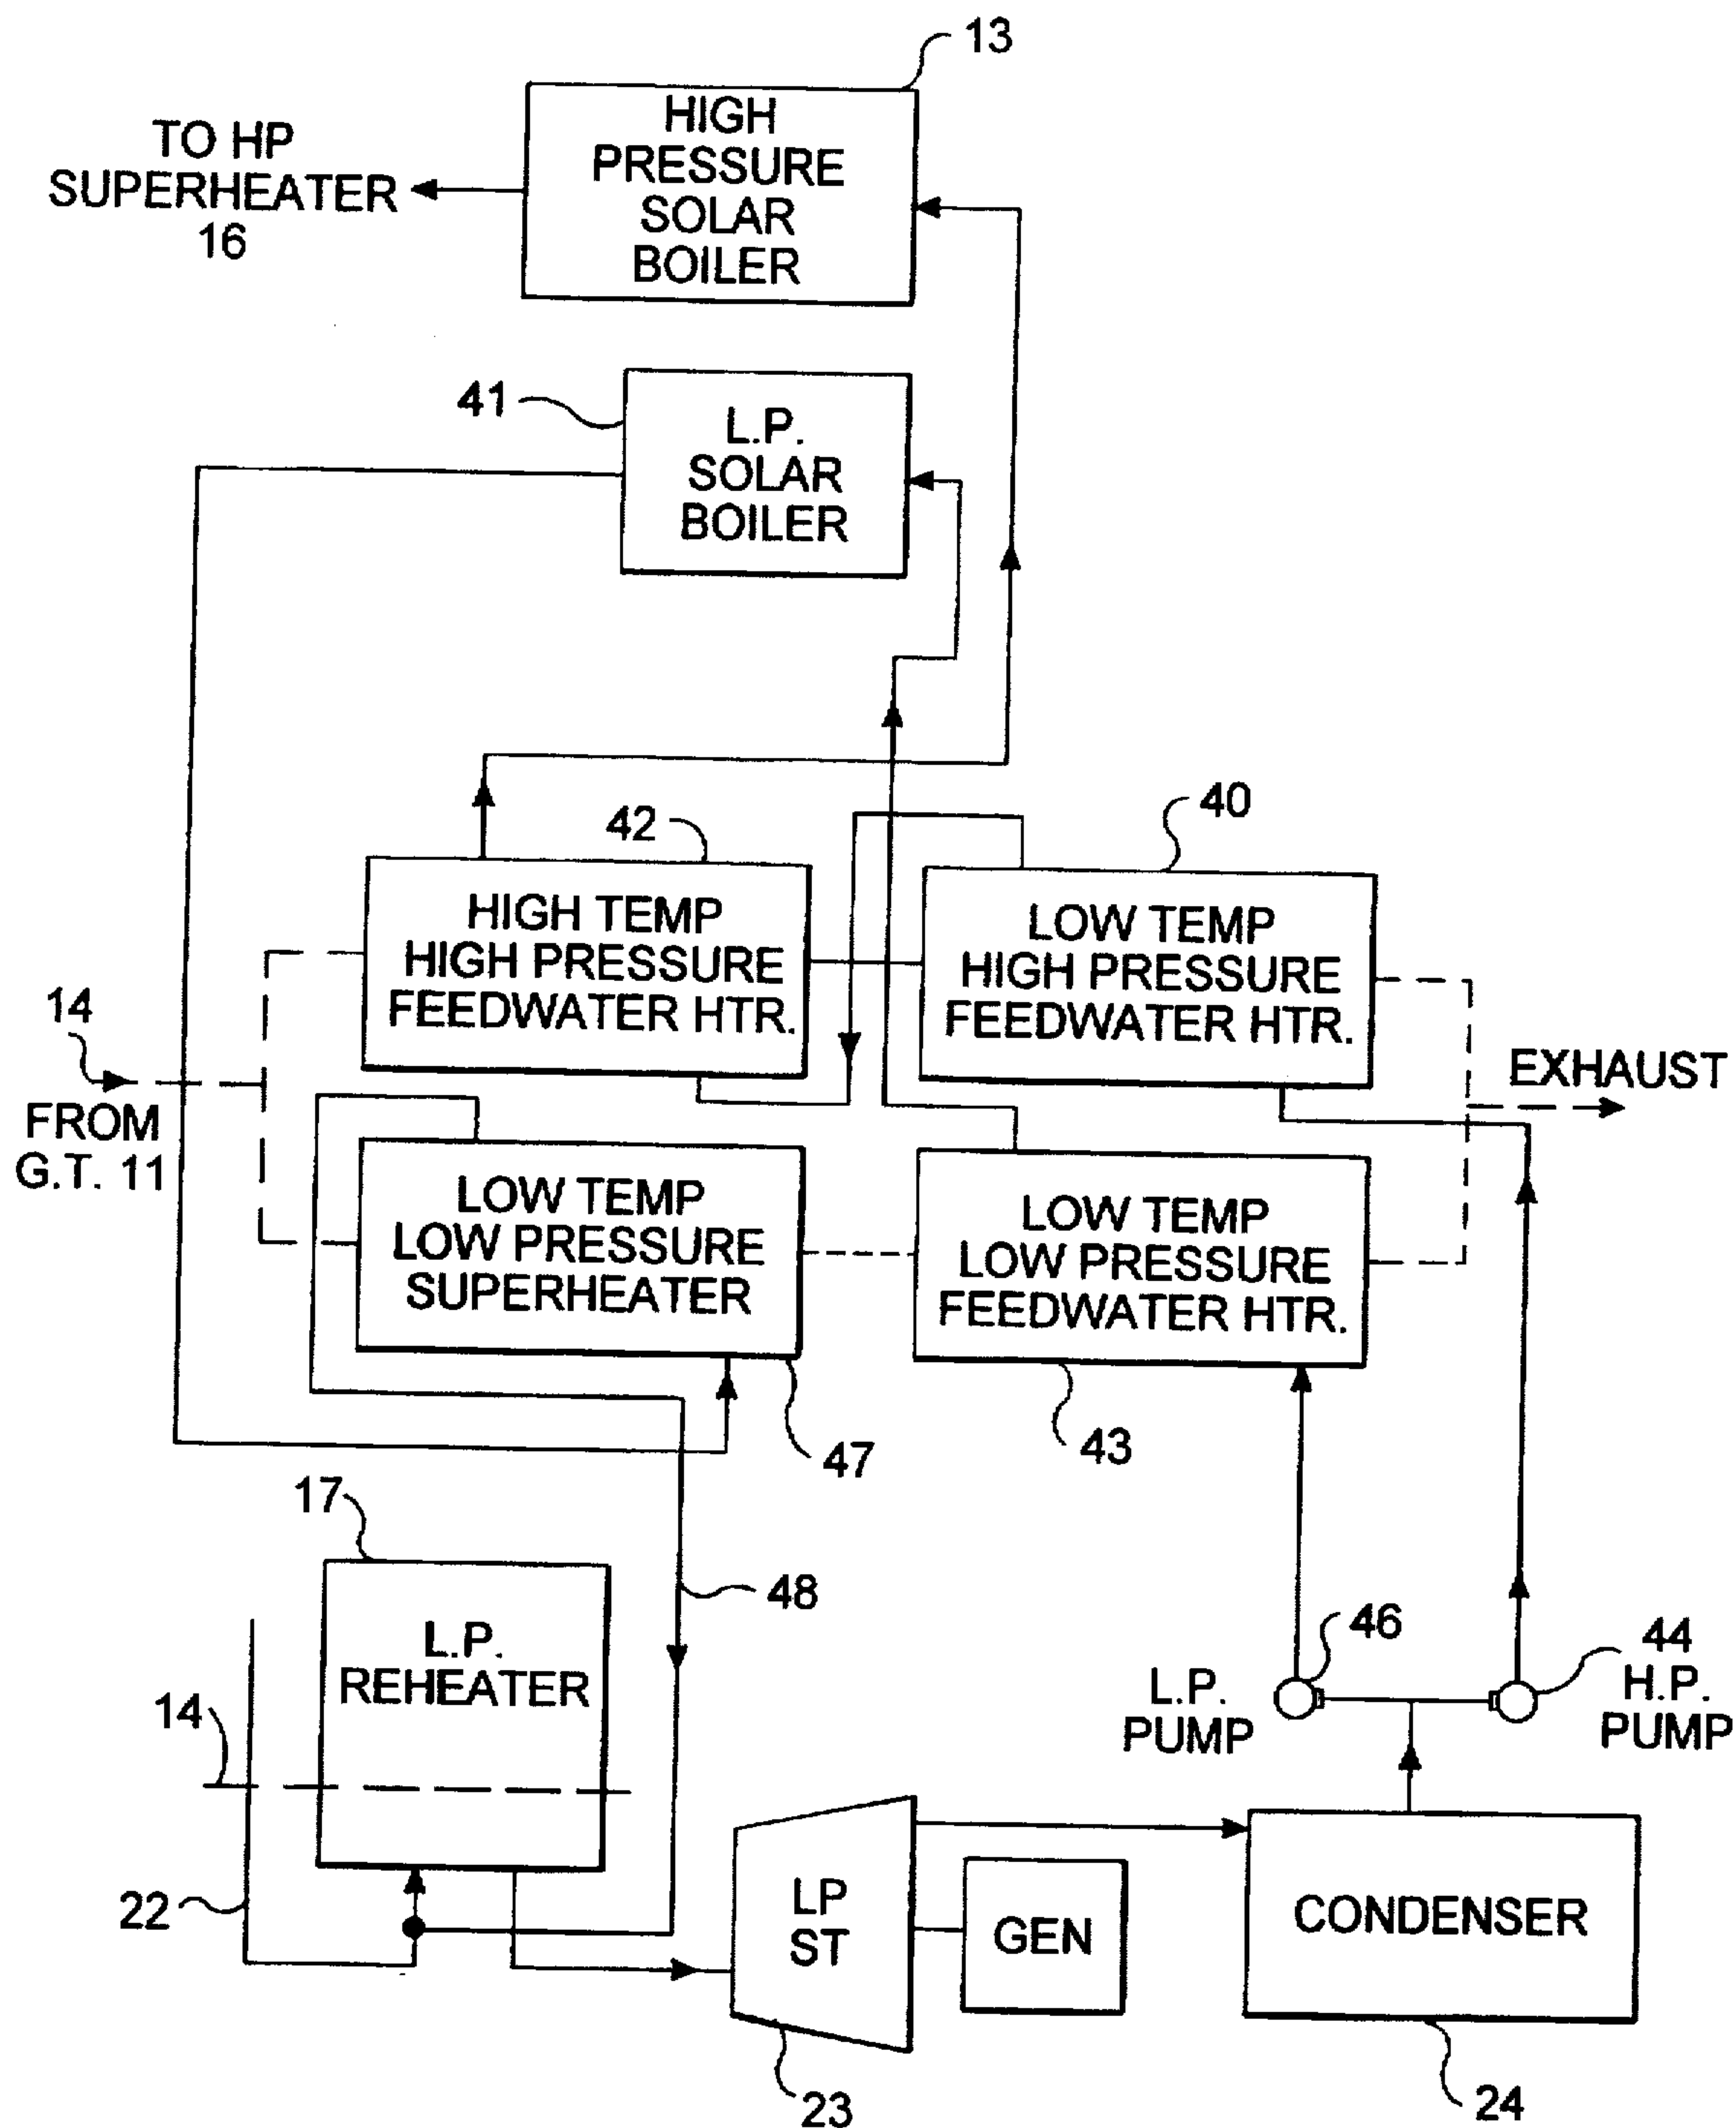 13
HIGH
PRESSURE
SOLAR
BOILER
TO HP
SUPERHEATER
16
41
L.P.
SOLAR
BOILER
42
40
HIGH TEMP
HIGH PRESSURE
FEEDWATER HTR.
LOW TEMP
HIGH PRESSURE
FEEDWATER HTR.
14
FROM
G.T. 11
EXHAUST
LOW TEMP
LOW PRESSURE
SUPERHEATER
LOW TEMP
LOW PRESSURE
FEEDWATER HTR.
47
43
17
48
L.P.
REHEATER
46
L.P.
PUMP
44
H.P.
PUMP
14
22
LP
ST
GEN
CONDENSER
23
24